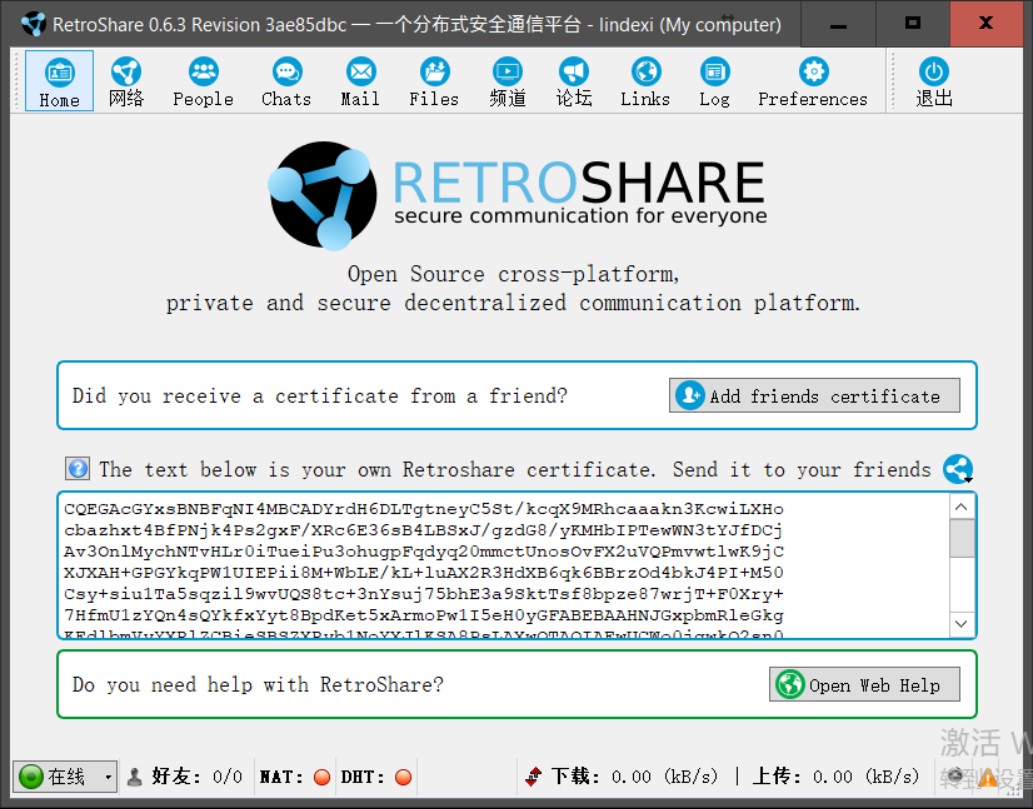 RetroShare 0.6.3 Revision 3ae85dbc — 一个分布式安全通信平台 - lindexi (My computer)
Home 网络 People Chats Mail Files 频道 论坛 Links Log Preferences 退出
RETROSHARE
secure communication for everyone
Open Source cross-platform,
private and secure decentralized communication platform.
Did you receive a certificate from a friend? Add friends certificate
The text below is your own Retroshare certificate. Send it to your friends
CQEGAcGYxsBNBFqNI4MBCADYrdH6DLTgtneyC5St/kcqX9MRhcaaakn3KcwiLXHo
cbazhxt4BfPNjk4Ps2gxF/XRc6E36sB4LBSxJ/gzdG8/yKMHbIPTewWN3tYJfDCj
Av3OnlMychNTvHLr0iTueiPu3ohugpFqdyq20mmctUnosOvFX2uVQPmvwtlwK9jC
XJXAH+GPGYkqPW1UIEPii8M+WbLE/kL+luAX2R3HdXB6qk6BBrzOd4bkJ4PI+M50
Csy+siu1Ta5sqzil9wvUQS8tc+3nYsuj75bhE3a9SktTsf8bpze87wrjT+F0Xry+
7HfmU1zYQn4sQYkfxYyt8BpdKet5xArmoPw1I5eH0yGFABEBAAHNJGxpbmRleGkg
Do you need help with RetroShare? Open Web Help
激活 W
转到 设置
在线 好友: 0/0 NAT: DHT: 下载: 0.00 (kB/s) | 上传: 0.00 (kB/s)